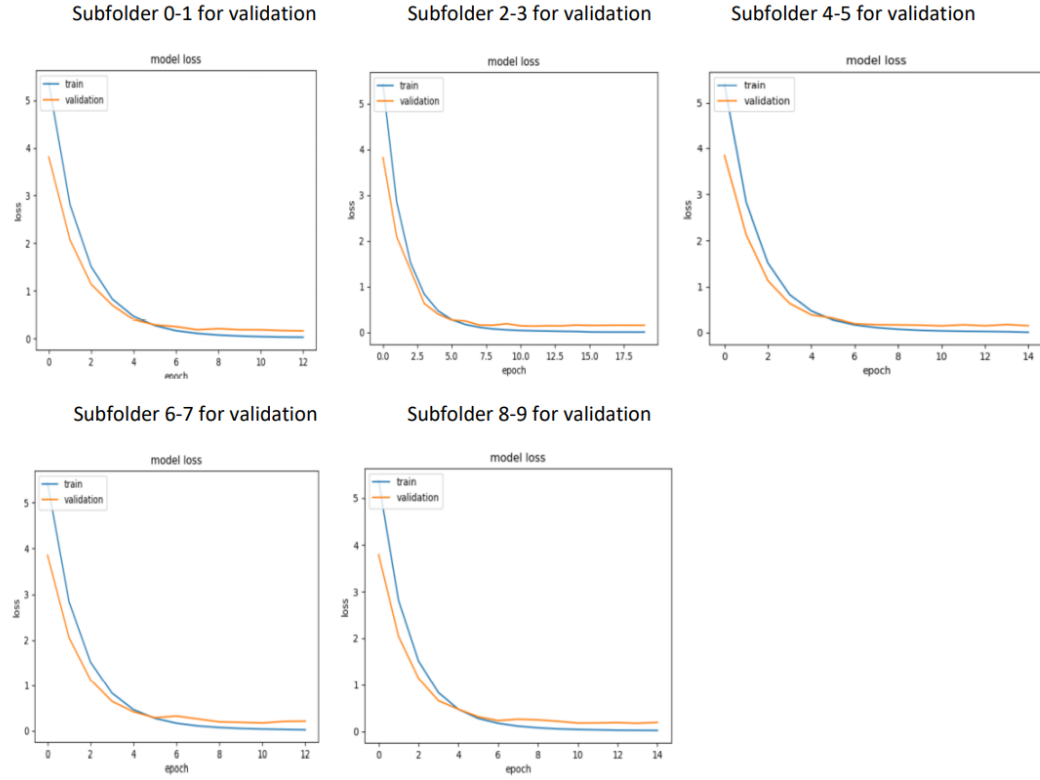 Subfolder 0-1 for validation
model loss
train
validation
5
4
3
2
1
0
loss
0 2 4 6 8 10 12
epoch
Subfolder 2-3 for validation
model loss
train
validation
5
4
3
2
1
0
loss
0.0 2.5 5.0 7.5 10.0 12.5 15.0 17.5
epoch
Subfolder 4-5 for validation
model loss
train
validation
5
4
3
2
1
0
loss
0 2 4 6 8 10 12 14
epoch
Subfolder 6-7 for validation
model loss
train
validation
5
4
3
2
1
0
loss
0 2 4 6 8 10 12
epoch
Subfolder 8-9 for validation
model loss
train
validation
5
4
3
2
1
0
loss
0 2 4 6 8 10 12 14
epoch